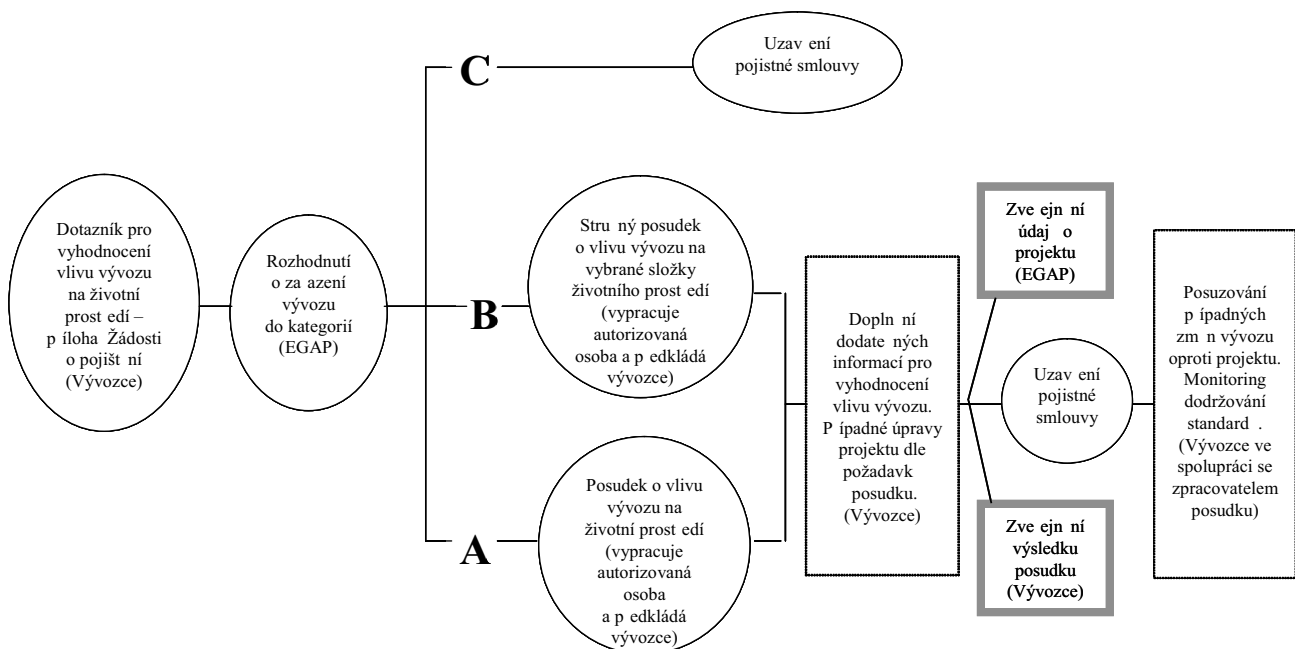 C
Uzav ení
pojistné smlouvy
Dotazník pro
vyhodnocení
vlivu vývozu
na životní
prost edí –
p íloha Žádosti
o pojišt ní
(Vývozce)
Rozhodnutí
o za azení
vývozu
do kategorií
(EGAP)
B
Stru ný posudek
o vlivu vývozu na
vybrané složky
životního prost edí
(vypracuje
autorizovaná
osoba a p edkládá
vývozce)
A
Posudek o vlivu
vývozu na
životní prost edí
(vypracuje
autorizovaná
osoba
a p edkládá
vývozce)
Dopln ní
dodate ných
informací pro
vyhodnocení
vlivu vývozu.
P ípadné úpravy
projektu dle
požadavk
posudku.
(Vývozce)
Zve ejn ní
údaj o
projektu
(EGAP)
Uzav ení
pojistné
smlouvy
Zve ejn ní
výsledku
posudku
(Vývozce)
Posuzování
p ípadných
zm n vývozu
oproti projektu.
Monitoring
dodržování
standard .
(Vývozce ve
spolupráci se
zpracovatelem
posudku)